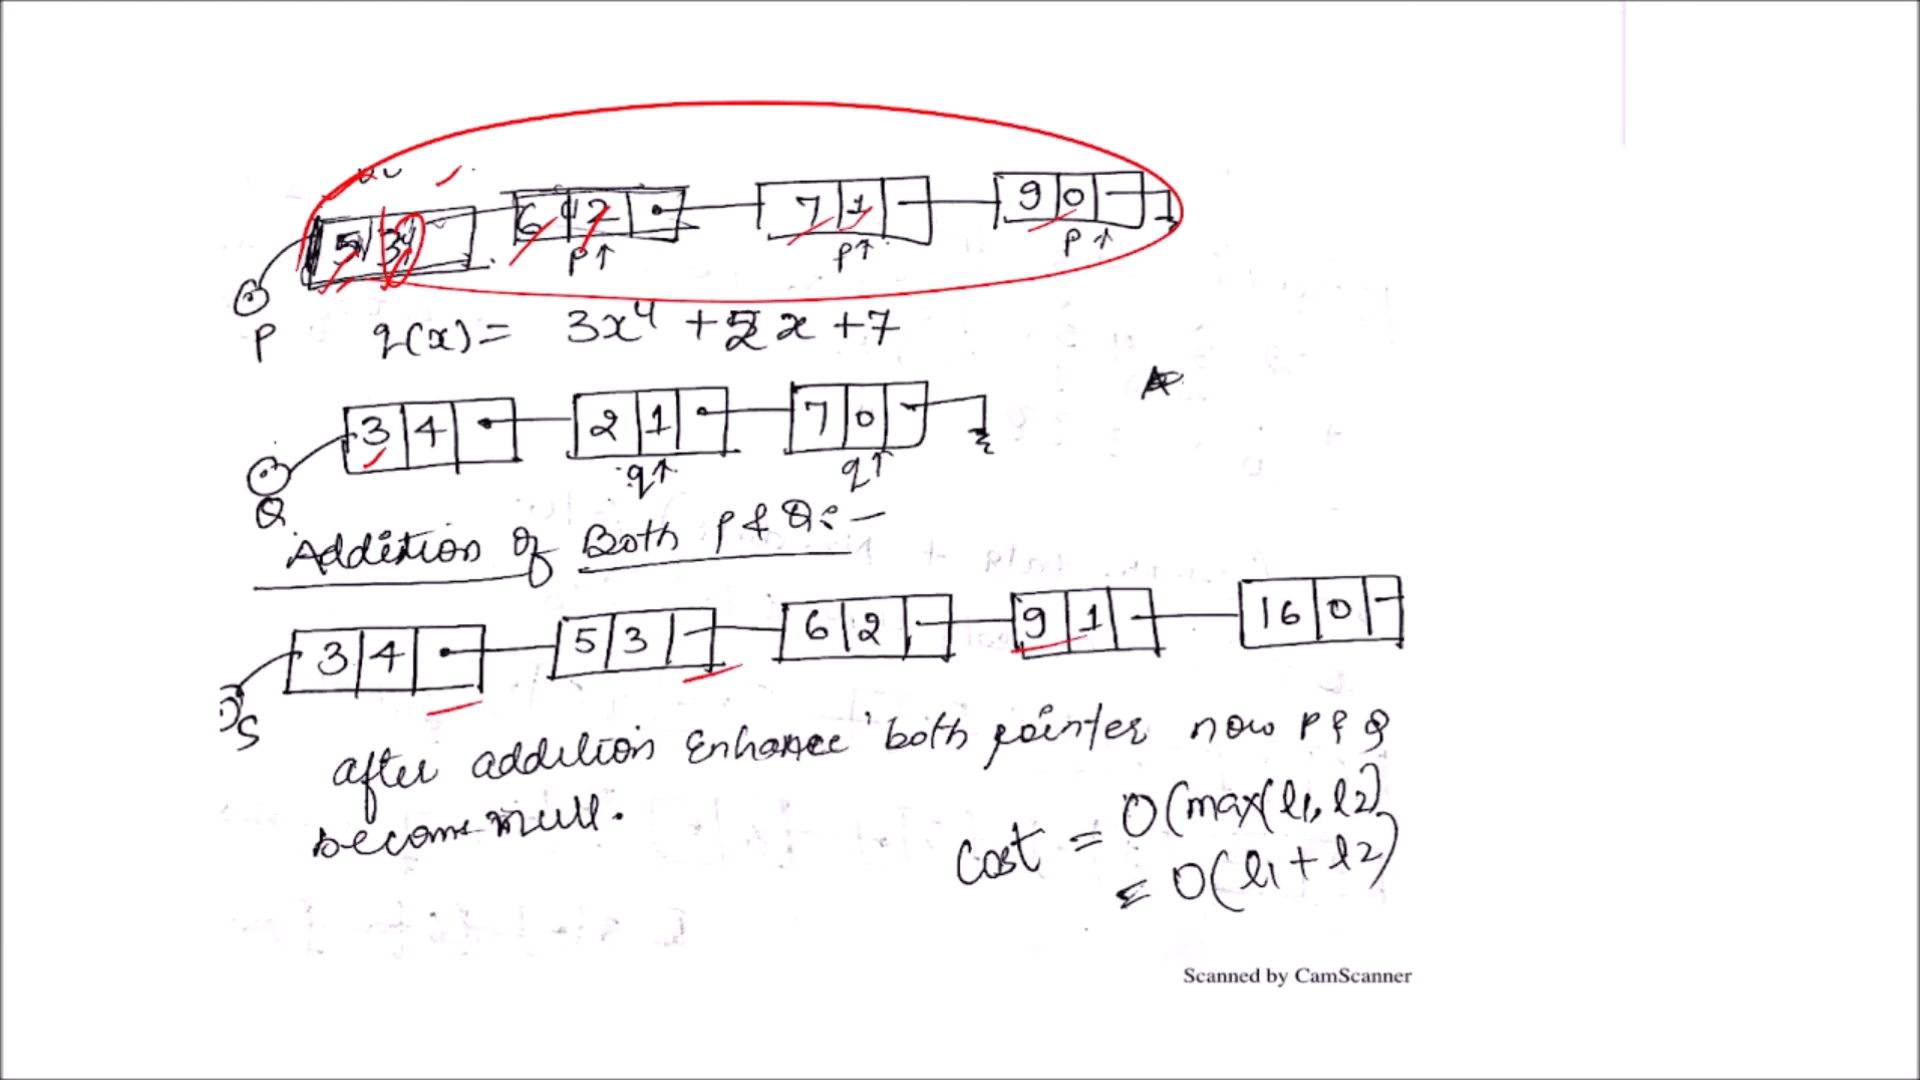 5 3 6 2 7 1 9 0
p↑ p↑ p↑
P
q(x) = 3x⁴ + 2x + 7
3 4 2 1 7 0
q↑ q↑
Q
Addition of Both P & Q:-
3 4 5 3 6 2 9 1 16 0
S
after addition Enhance both pointer now P & Q
become null.
Cost = O(max(l1, l2)
= O(l1 + l2)
Scanned by CamScanner